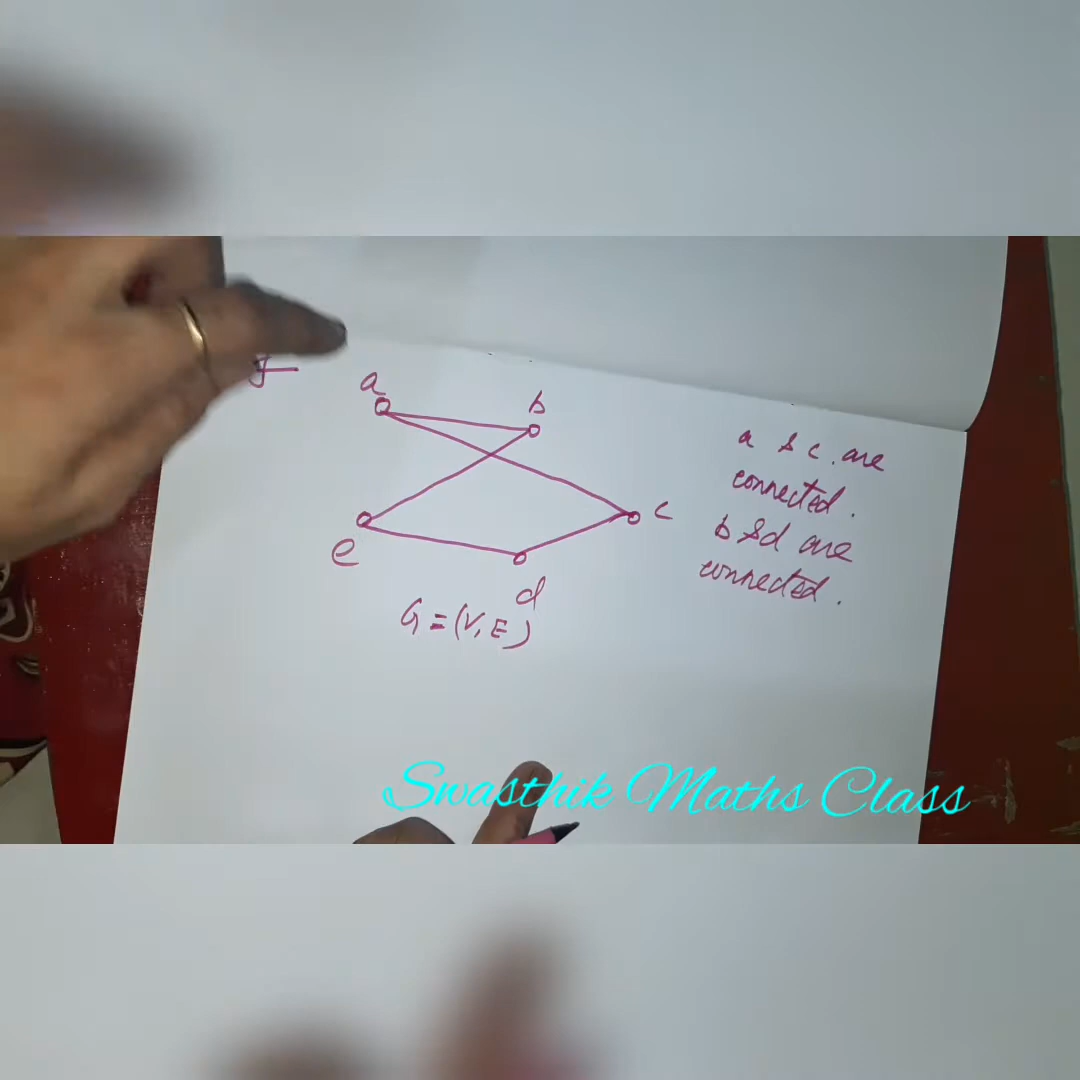 a
b
c
e
d
G = (V, E)
a & c. are
connected.
b & d are
connected.
Swasthik Maths Class